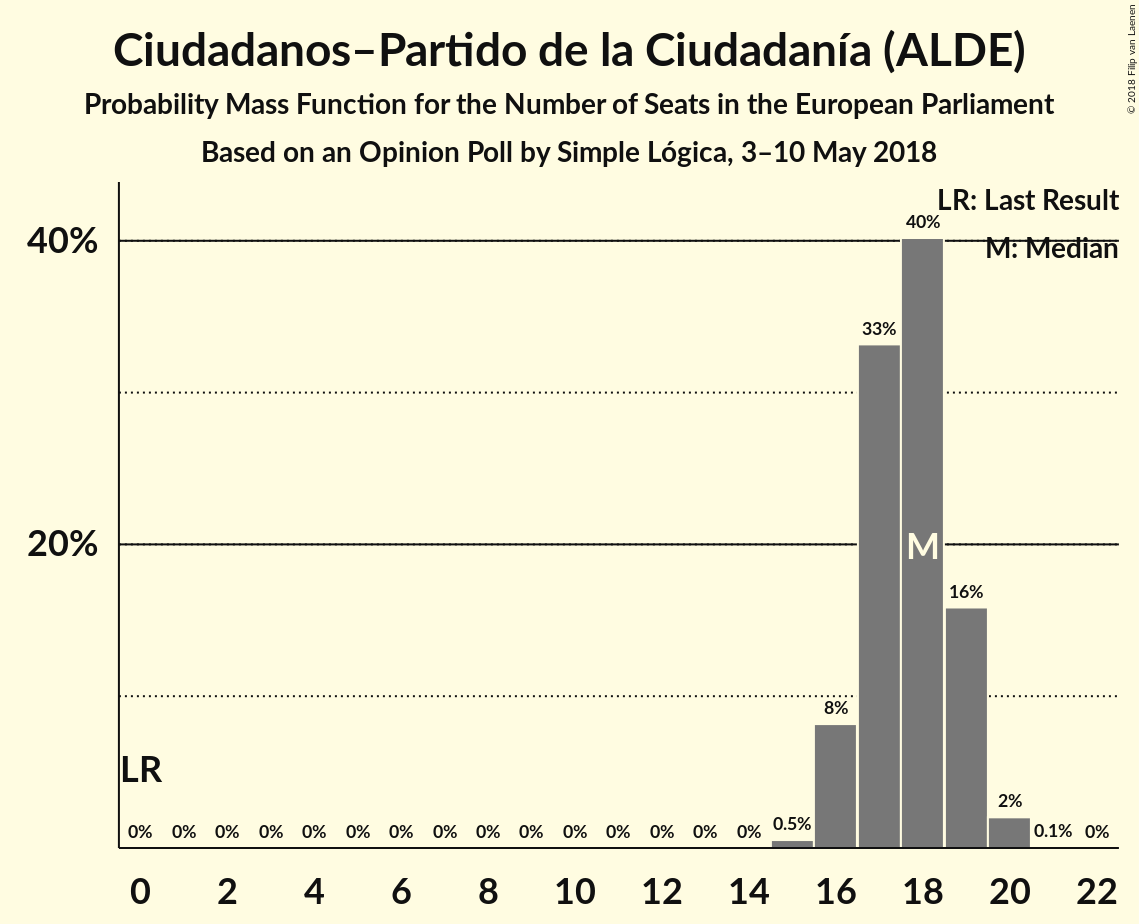 Ciudadanos–Partido de la Ciudadanía (ALDE)
Probability Mass Function for the Number of Seats in the European Parliament
Based on an Opinion Poll by Simple Lógica, 3–10 May 2018
© 2018 Filip van Laenen
LR: Last Result
M: Median
40%
20%
40%
33%
M
16%
8%
LR
0% 0% 0% 0% 0% 0% 0% 0% 0% 0% 0% 0% 0% 0% 0% 0.5% 2% 0.1% 0%
0 2 4 6 8 10 12 14 16 18 20 22